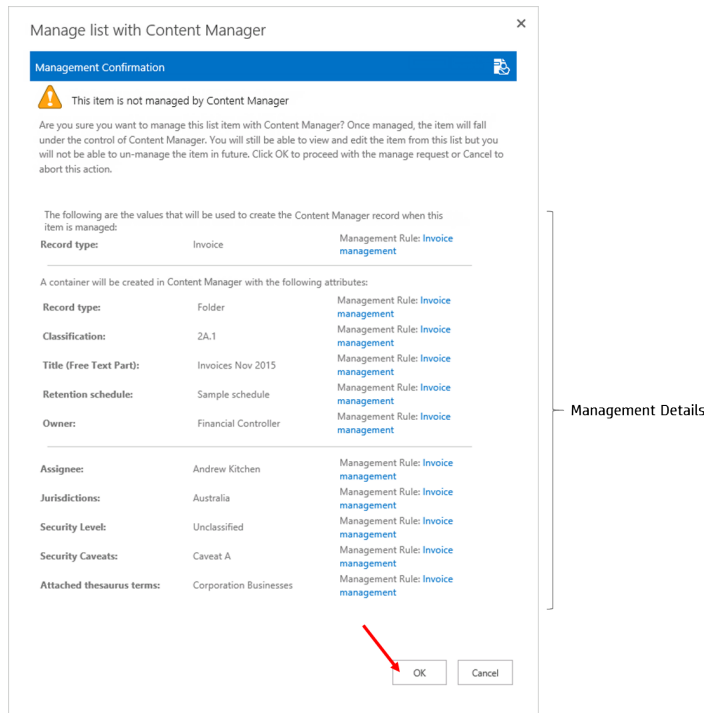 Manage list with Content Manager
Management Confirmation
This item is not managed by Content Manager
Are you sure you want to manage this list item with Content Manager? Once managed, the item will fall
under the control of Content Manager. You will still be able to view and edit the item from this list but you
will not be able to un-manage the item in future. Click OK to proceed with the manage request or Cancel to
abort this action.
The following are the values that will be used to create the Content Manager record when this
item is managed:
Record type: Invoice Management Rule: Invoice
management
A container will be created in Content Manager with the following attributes:
Record type: Folder Management Rule: Invoice
management
Classification: 2A.1 Management Rule: Invoice
management
Title (Free Text Part): Invoices Nov 2015 Management Rule: Invoice
management
Retention schedule: Sample schedule Management Rule: Invoice
management
Owner: Financial Controller Management Rule: Invoice
management
Management Details
Assignee: Andrew Kitchen Management Rule: Invoice
management
Jurisdictions: Australia Management Rule: Invoice
management
Security Level: Unclassified Management Rule: Invoice
management
Security Caveats: Caveat A Management Rule: Invoice
management
Attached thesaurus terms: Corporation Businesses Management Rule: Invoice
management
OK Cancel